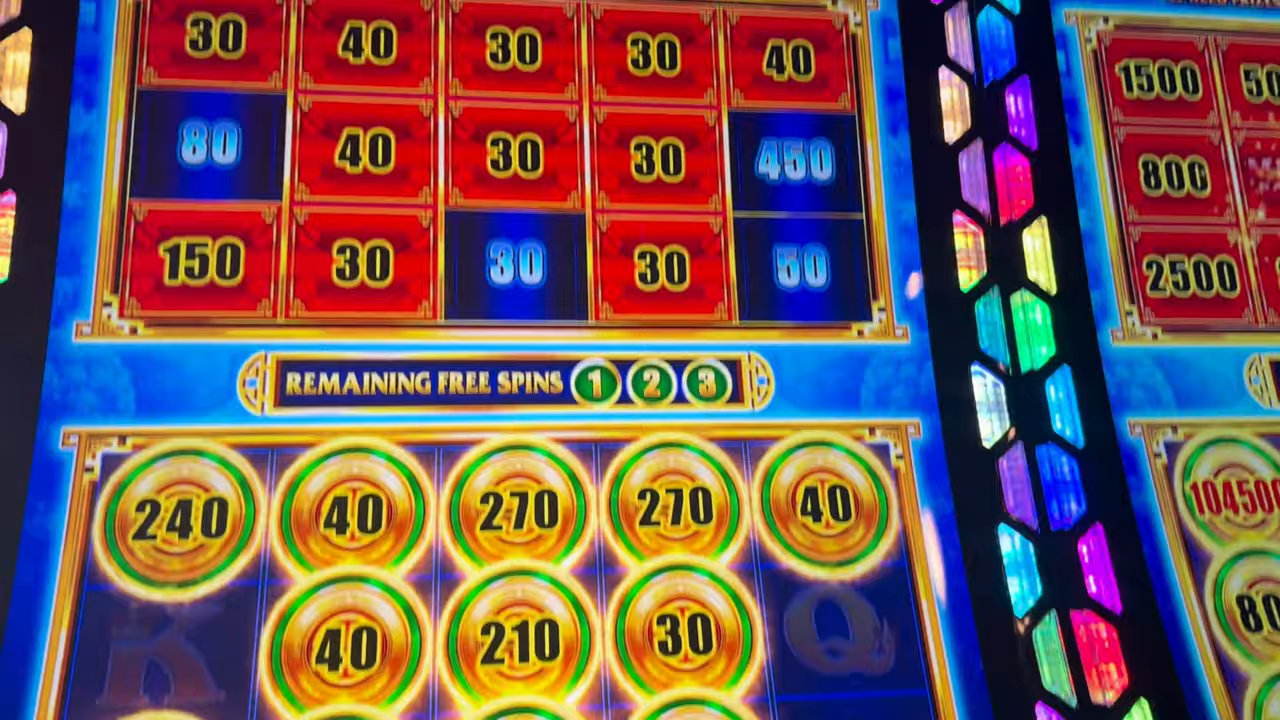 30 40 30 30 40
80 40 30 30 450
150 30 30 30 50
REMAINING FREE SPINS 1 2 3
240 40 270 270 40
40 210 30
K Q
1500
800
2500